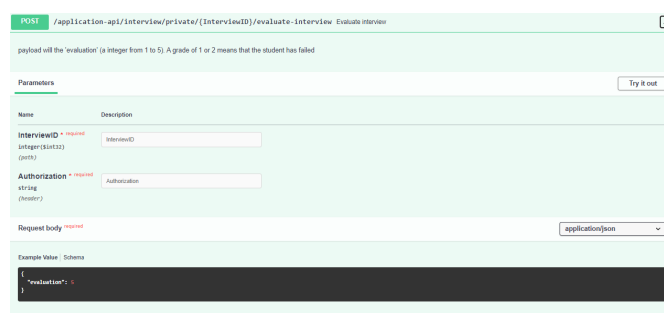 POST /application-api/interview/private/{InterviewID}/evaluate-interview Evaluate interview
payload will the 'evaluation' (a integer from 1 to 5). A grade of 1 or 2 means that the student has failed
Parameters Try it out
Name Description
InterviewID * required InterviewID
integer($int32)
(path)
Authorization * required Authorization
string
(header)
Request body required application/json
Example Value Schema
{
"evaluation": 5
}